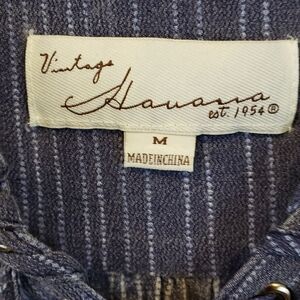 Vintage
Havana
est. 1954®
M
MADEINCHINA